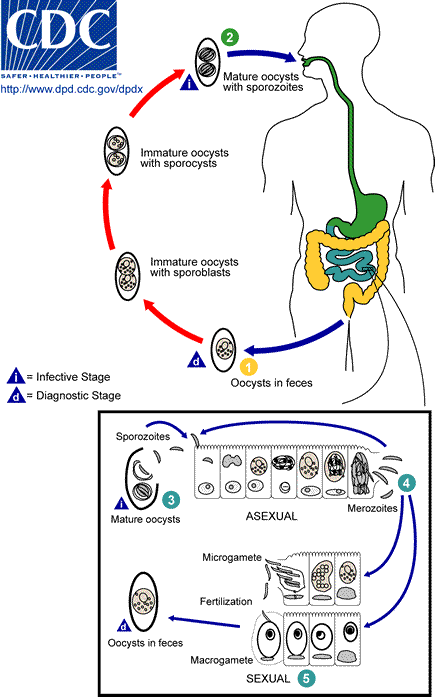 CDC
SAFER • HEALTHIER • PEOPLE™
http://www.dpd.cdc.gov/dpdx
2
i
Mature oocysts
with sporozoites
Immature oocysts
with sporocysts
Immature oocysts
with sporoblasts
d
1
Oocysts in feces
i = Infective Stage
d = Diagnostic Stage
Sporozoites
3
i
Mature oocysts
ASEXUAL
Merozoites
4
Microgamete
Fertilization
d
Oocysts in feces
Macrogamete
SEXUAL 5